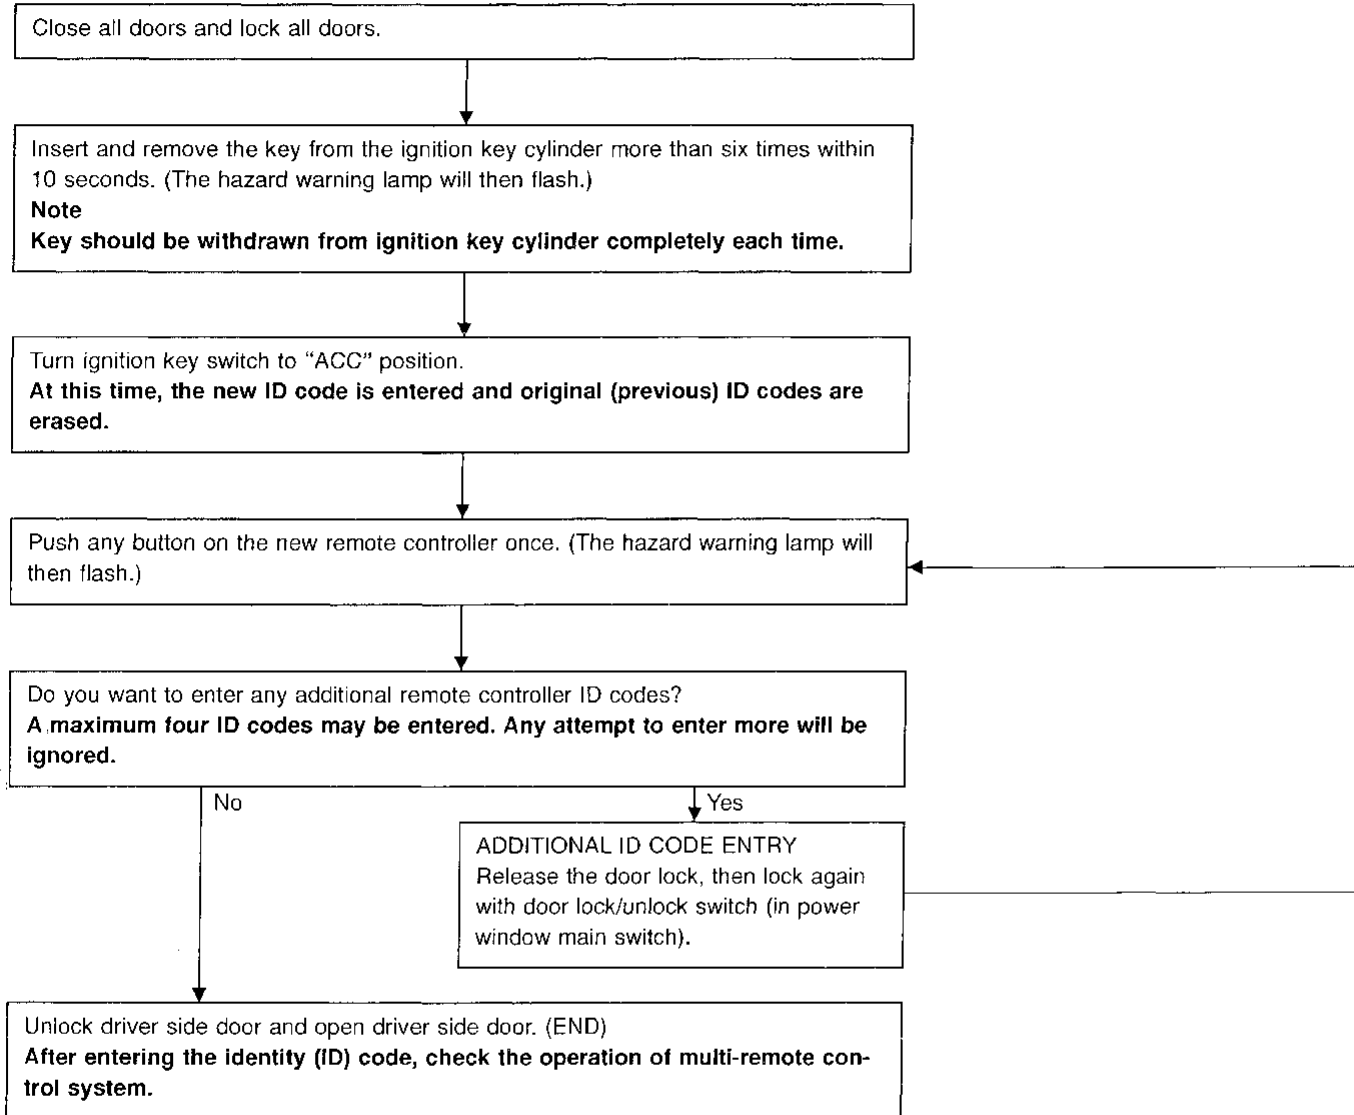 Close all doors and lock all doors.
Insert and remove the key from the ignition key cylinder more than six times within
10 seconds. (The hazard warning lamp will then flash.)
Note
Key should be withdrawn from ignition key cylinder completely each time.
Turn ignition key switch to “ACC” position.
At this time, the new ID code is entered and original (previous) ID codes are
erased.
Push any button on the new remote controller once. (The hazard warning lamp will
then flash.)
Do you want to enter any additional remote controller ID codes?
A maximum four ID codes may be entered. Any attempt to enter more will be
ignored.
No
Yes
ADDITIONAL ID CODE ENTRY
Release the door lock, then lock again
with door lock/unlock switch (in power
window main switch).
Unlock driver side door and open driver side door. (END)
After entering the identity (ID) code, check the operation of multi-remote con-
trol system.